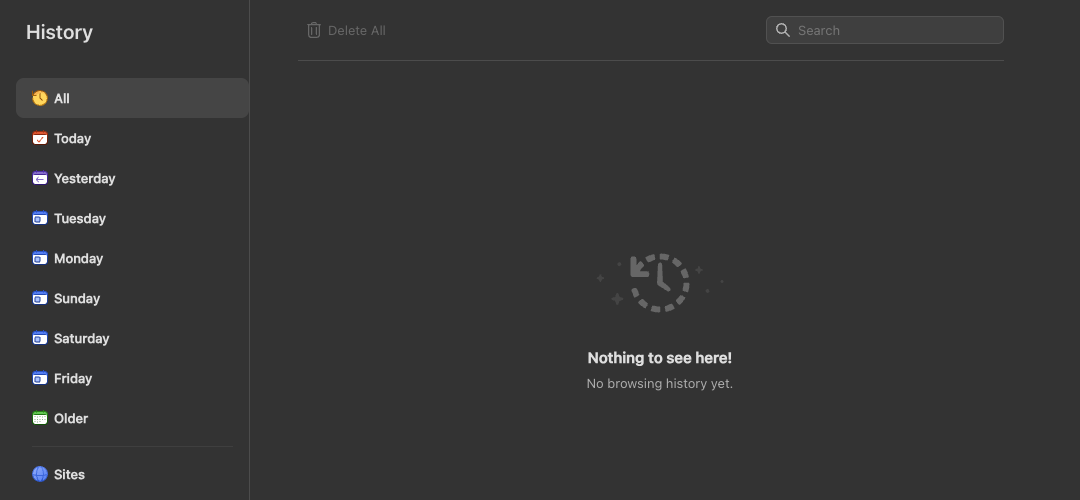 History
Delete All
Search
All
Today
Yesterday
Tuesday
Monday
Sunday
Saturday
Friday
Older
Sites
Nothing to see here!
No browsing history yet.